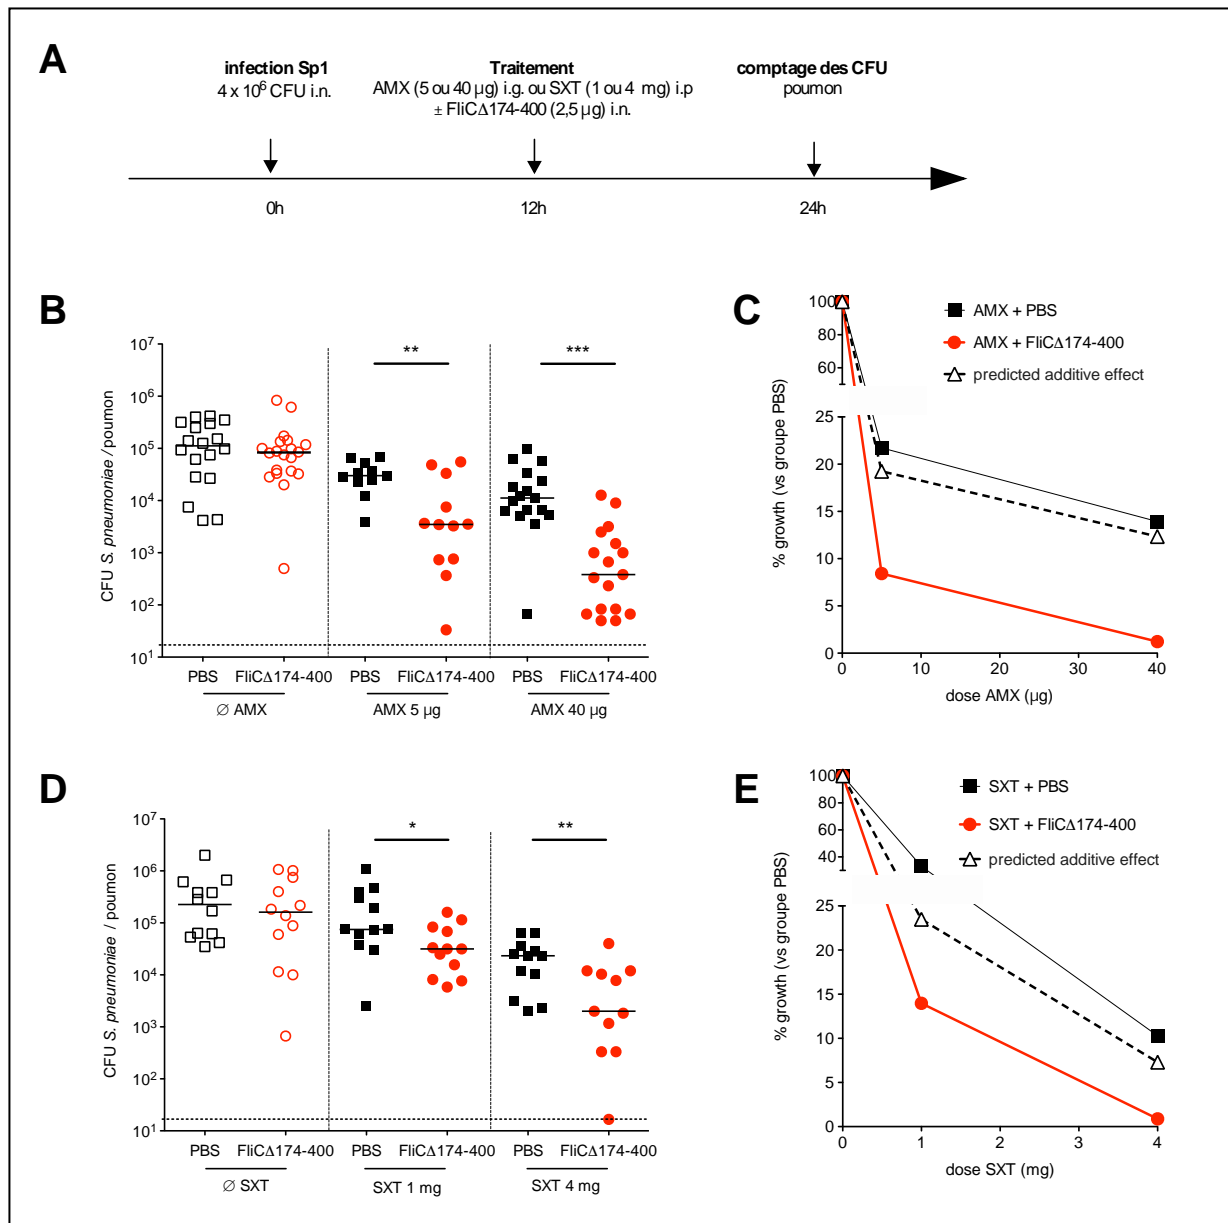 A
infection Sp1
4 x 10⁶ CFU i.n.
Traitement
AMX (5 ou 40 µg) i.g. ou SXT (1 ou 4 mg) i.p
± FliCΔ174-400 (2,5 µg) i.n.
comptage des CFU
poumon
0h
12h
24h
B
CFU S. pneumoniae / poumon
10⁷
10⁶
10⁵
10⁴
10³
10²
10¹
**
***
PBS FliCΔ174-400 PBS FliCΔ174-400 PBS FliCΔ174-400
∅ AMX AMX 5 µg AMX 40 µg
C
% growth (vs groupe PBS)
100
80
60
25
20
15
10
5
0
0 10 20 30 40
dose AMX (µg)
AMX + PBS
AMX + FliCΔ174-400
predicted additive effect
D
CFU S. pneumoniae / poumon
10⁷
10⁶
10⁵
10⁴
10³
10²
10¹
*
**
PBS FliCΔ174-400 PBS FliCΔ174-400 PBS FliCΔ174-400
∅ SXT SXT 1 mg SXT 4 mg
E
% growth (vs groupe PBS)
100
80
60
40
25
20
15
10
5
0
0 1 2 3 4
dose SXT (mg)
SXT + PBS
SXT + FliCΔ174-400
predicted additive effect